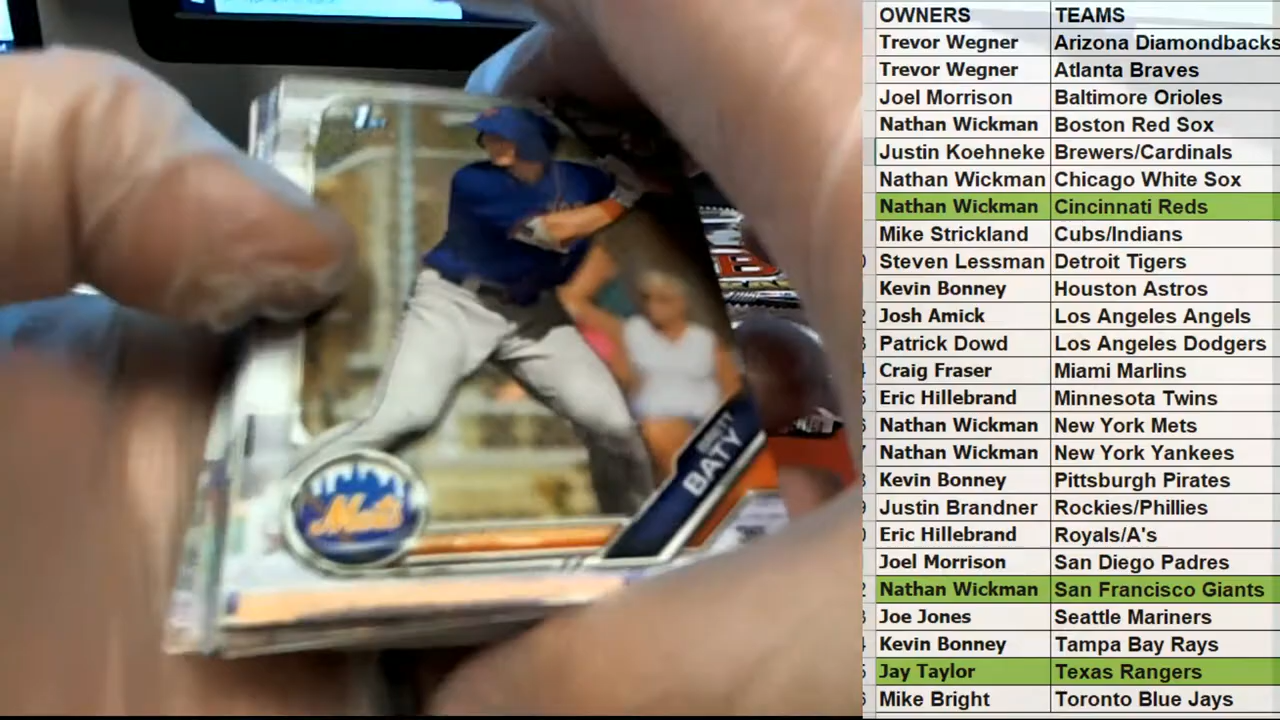 1st
BRETT
BATY
Mets
OWNERS TEAMS
Trevor Wegner Arizona Diamondbacks
Trevor Wegner Atlanta Braves
Joel Morrison Baltimore Orioles
Nathan Wickman Boston Red Sox
Justin Koehneke Brewers/Cardinals
Nathan Wickman Chicago White Sox
Nathan Wickman Cincinnati Reds
Mike Strickland Cubs/Indians
Steven Lessman Detroit Tigers
Kevin Bonney Houston Astros
Josh Amick Los Angeles Angels
Patrick Dowd Los Angeles Dodgers
Craig Fraser Miami Marlins
Eric Hillebrand Minnesota Twins
Nathan Wickman New York Mets
Nathan Wickman New York Yankees
Kevin Bonney Pittsburgh Pirates
Justin Brandner Rockies/Phillies
Eric Hillebrand Royals/A's
Joel Morrison San Diego Padres
Nathan Wickman San Francisco Giants
Joe Jones Seattle Mariners
Kevin Bonney Tampa Bay Rays
Jay Taylor Texas Rangers
Mike Bright Toronto Blue Jays